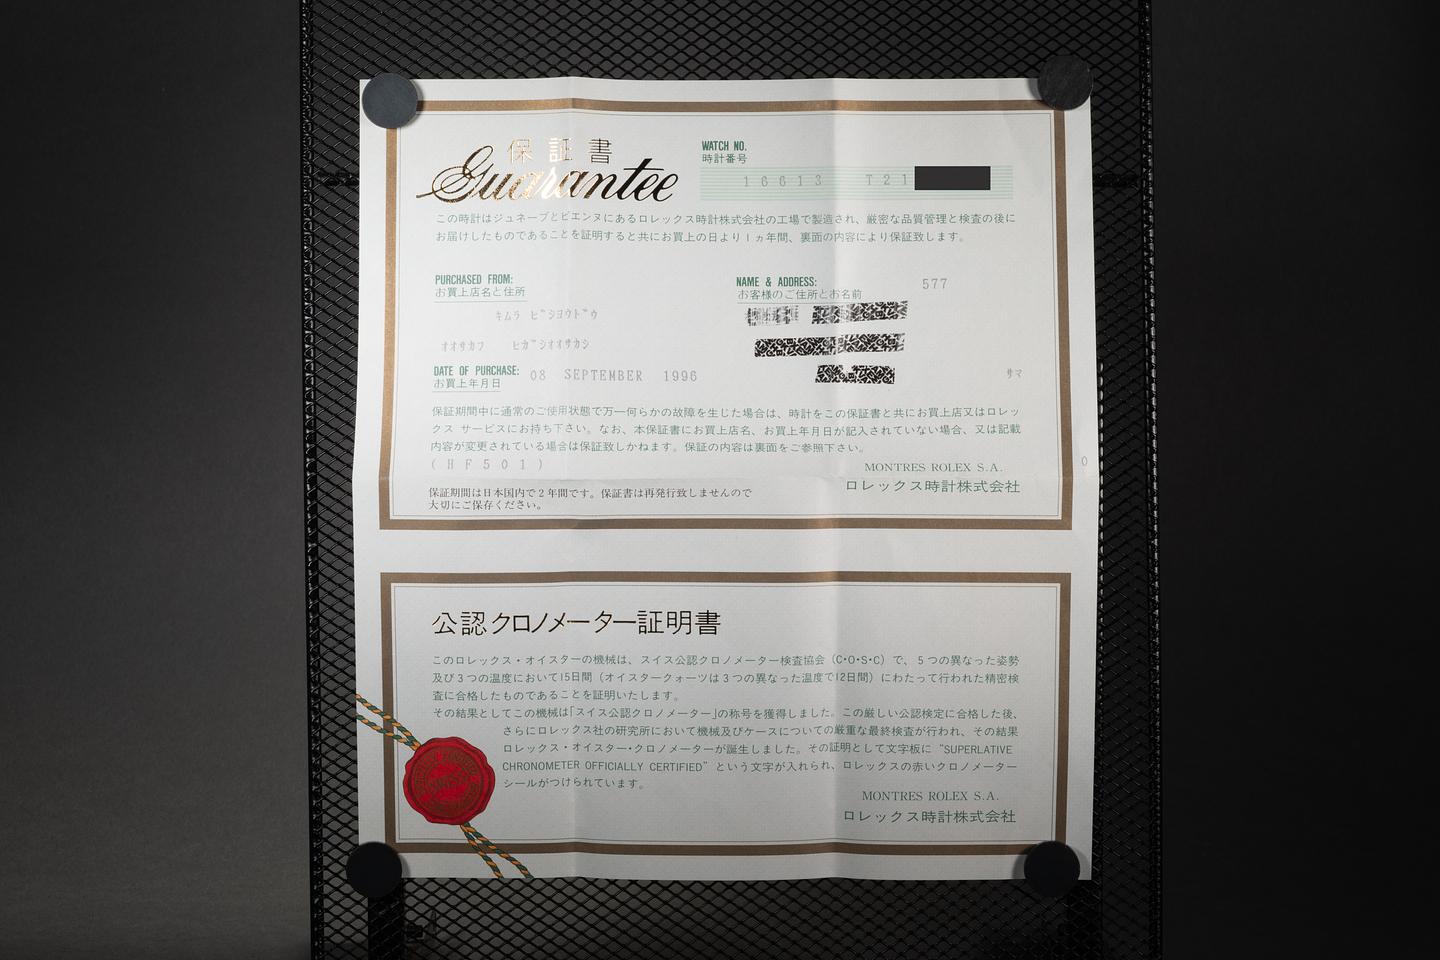 保証書
Guarantee
WATCH NO.
時計番号
16613 T21
この時計はジュネーブとビエンヌにあるロレックス時計株式会社の工場で製造され、厳密な品質管理と検査の後に
お届けしたものであることを証明すると共にお買上の日より1ヵ年間、裏面の内容により保証致します。
PURCHASED FROM:
お買上店名と住所
キムラ ビシヨウドウ
オオサカフ ヒガシオオサカシ
NAME & ADDRESS:
577
お客様のご住所とお名前
サマ
DATE OF PURCHASE: 08 SEPTEMBER 1996
お買上年月日
保証期間中に通常のご使用状態で万一何らかの故障を生じた場合は、時計をこの保証書と共にお買上店又はロレッ
クス サービスにお持ち下さい。なお、本保証書にお買上店名、お買上年月日が記入されていない場合、又は記載
内容が変更されている場合は保証致しかねます。保証の内容は裏面をご参照下さい。
(HF501)
0
MONTRES ROLEX S.A.
ロレックス時計株式会社
保証期間は日本国内で2年間です。保証書は再発行致しませんので
大切にご保存ください。
公認クロノメーター証明書
このロレックス・オイスターの機械は、スイス公認クロノメーター検査協会(C・O・S・C)で、5つの異なった姿勢
及び3つの温度において15日間(オイスタークォーツは3つの異なった温度で12日間)にわたって行われた精密検
査に合格したものであることを証明いたします。
その結果としてこの機械は「スイス公認クロノメーター」の称号を獲得しました。この厳しい公認検定に合格した後、
さらにロレックス社の研究所において機械及びケースについての厳重な最終検査が行われ、その結果
ロレックス・オイスター・クロノメーターが誕生しました。その証明として文字板に "SUPERLATIVE
CHRONOMETER OFFICIALLY CERTIFIED" という文字が入れられ、ロレックスの赤いクロノメーター
シールがつけられています。
MONTRES ROLEX S.A.
ロレックス時計株式会社